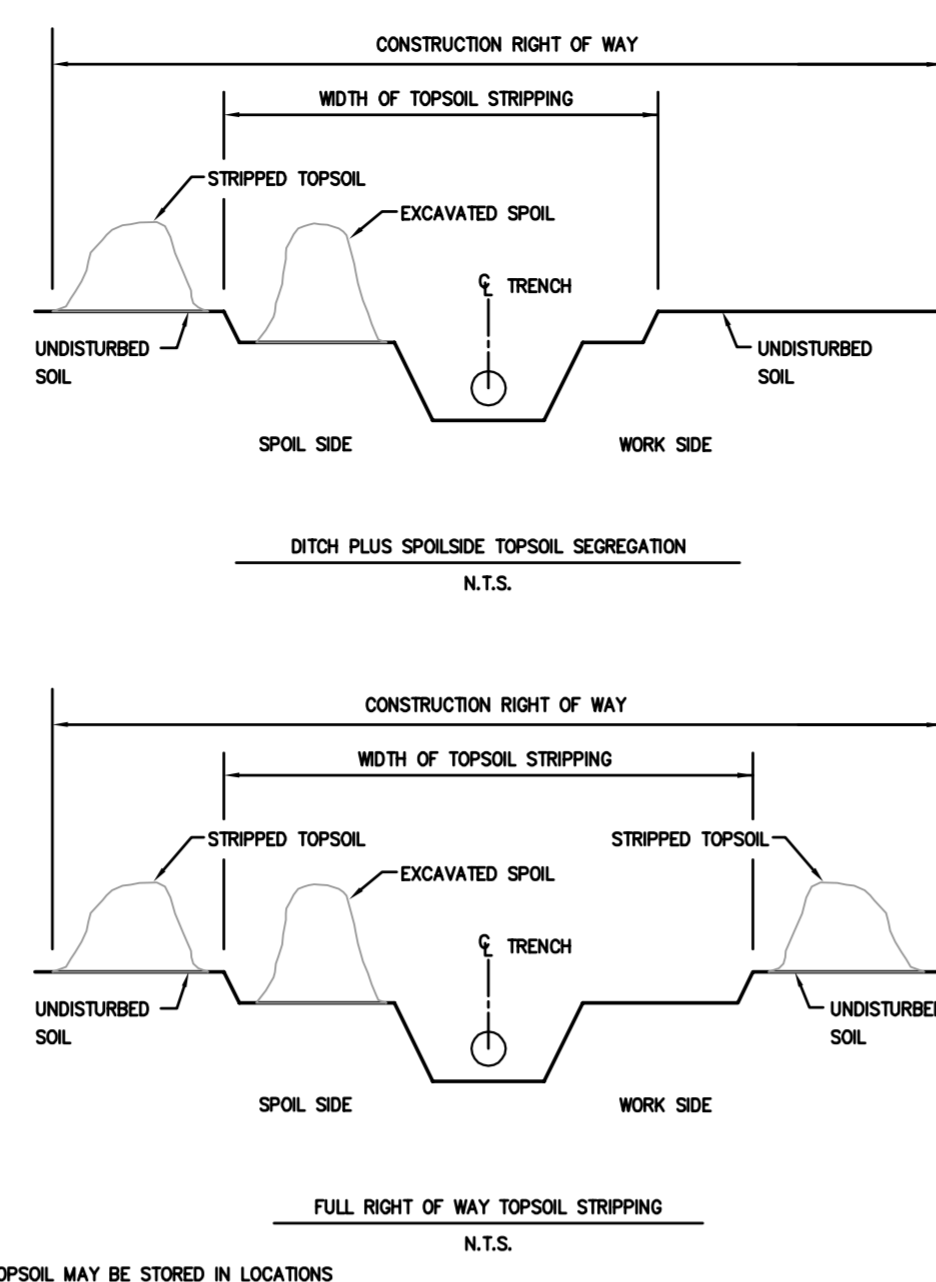 CONSTRUCTION RIGHT OF WAY
WIDTH OF TOPSOIL STRIPPING
STRIPPED TOPSOIL
EXCAVATED SPOIL
℄ TRENCH
UNDISTURBED
SOIL
UNDISTURBED
SOIL
SPOIL SIDE
WORK SIDE
DITCH PLUS SPOILSIDE TOPSOIL SEGREGATION
N.T.S.
CONSTRUCTION RIGHT OF WAY
WIDTH OF TOPSOIL STRIPPING
STRIPPED TOPSOIL
STRIPPED TOPSOIL
EXCAVATED SPOIL
℄ TRENCH
UNDISTURBED
SOIL
UNDISTURBED
SOIL
SPOIL SIDE
WORK SIDE
FULL RIGHT OF WAY TOPSOIL STRIPPING
N.T.S.
OPSOIL MAY BE STORED IN LOCATIONS